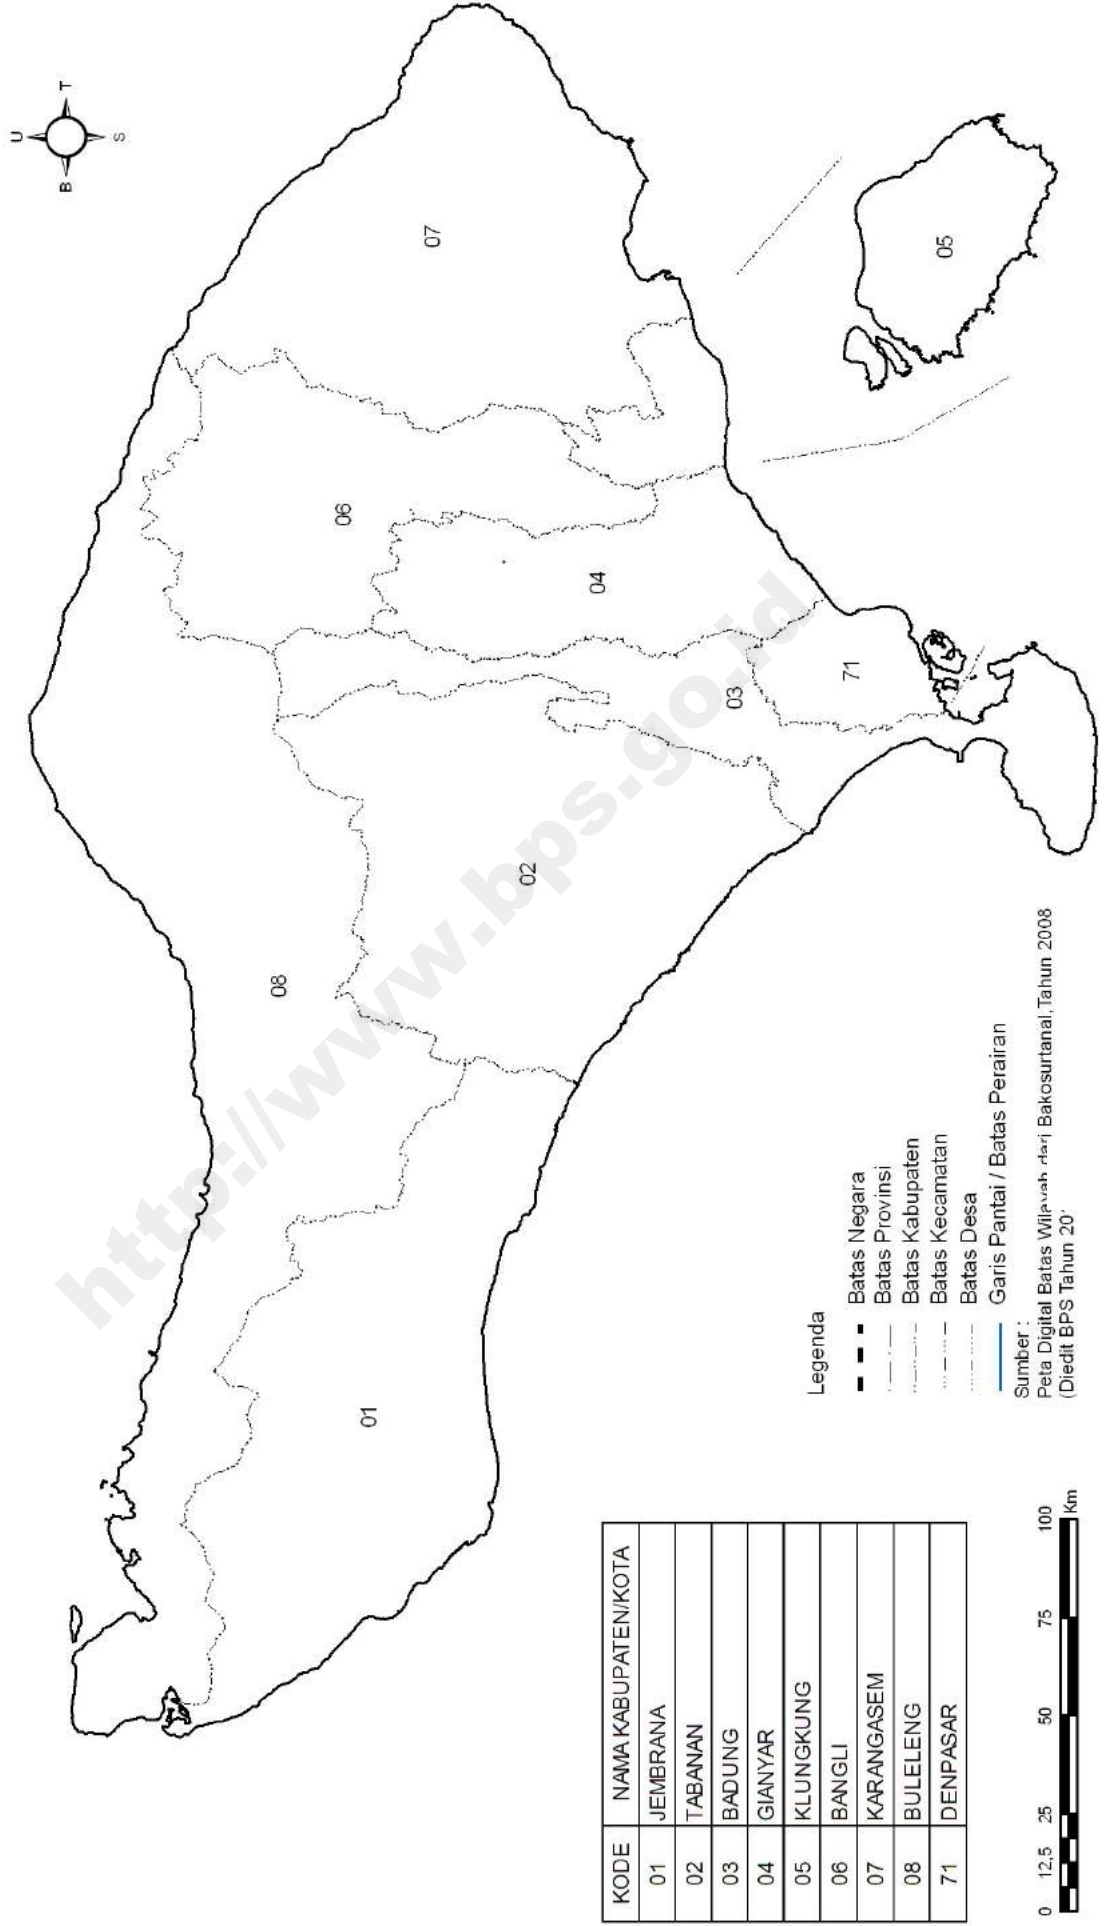 U
B
T
S
07
05
06
04
03
71
02
08
01
http://www.bps.go.id
KODE NAMA KABUPATEN/KOTA
01 JEMBRANA
02 TABANAN
03 BADUNG
04 GIANYAR
05 KLUNGKUNG
06 BANGLI
07 KARANGASEM
08 BULELENG
71 DENPASAR
Legenda
Batas Negara
Batas Provinsi
Batas Kabupaten
Batas Kecamatan
Batas Desa
Garis Pantai / Batas Perairan
Sumber :
Peta Digital Batas Wilayah dari Bakosurtanal,Tahun 2008
(Diedit BPS Tahun 20
0 12,5 25 50 75 100
Km